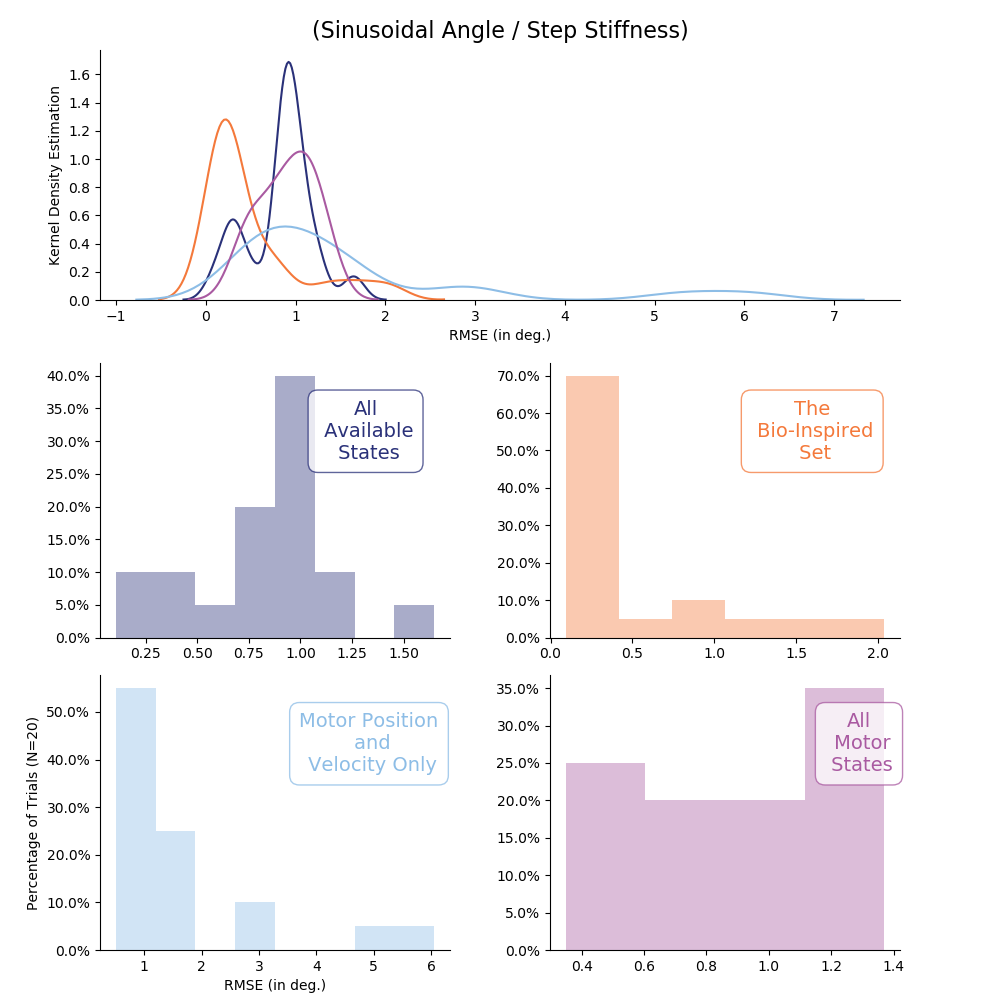 (Sinusoidal Angle / Step Stiffness)
Kernel Density Estimation
1.6
1.4
1.2
1.0
0.8
0.6
0.4
0.2
0.0
−1 0 1 2 3 4 5 6 7
RMSE (in deg.)
40.0%
35.0%
30.0%
25.0%
20.0%
15.0%
10.0%
5.0%
0.0%
0.25 0.50 0.75 1.00 1.25 1.50
All
Available
States
70.0%
60.0%
50.0%
40.0%
30.0%
20.0%
10.0%
0.0%
0.0 0.5 1.0 1.5 2.0
The
Bio-Inspired
Set
Percentage of Trials (N=20)
50.0%
40.0%
30.0%
20.0%
10.0%
0.0%
1 2 3 4 5 6
RMSE (in deg.)
Motor Position
and
Velocity Only
35.0%
30.0%
25.0%
20.0%
15.0%
10.0%
5.0%
0.0%
0.4 0.6 0.8 1.0 1.2 1.4
All
Motor
States